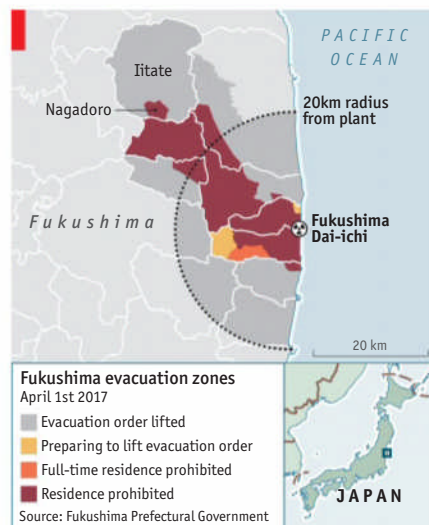 PACIFIC
OCEAN
Iitate
Nagadoro
20km radius
from plant
Fukushima
Fukushima
Dai-ichi
20 km
Fukushima evacuation zones
April 1st 2017
Evacuation order lifted
Preparing to lift evacuation order
Full-time residence prohibited
Residence prohibited
Source: Fukushima Prefectural Government
JAPAN